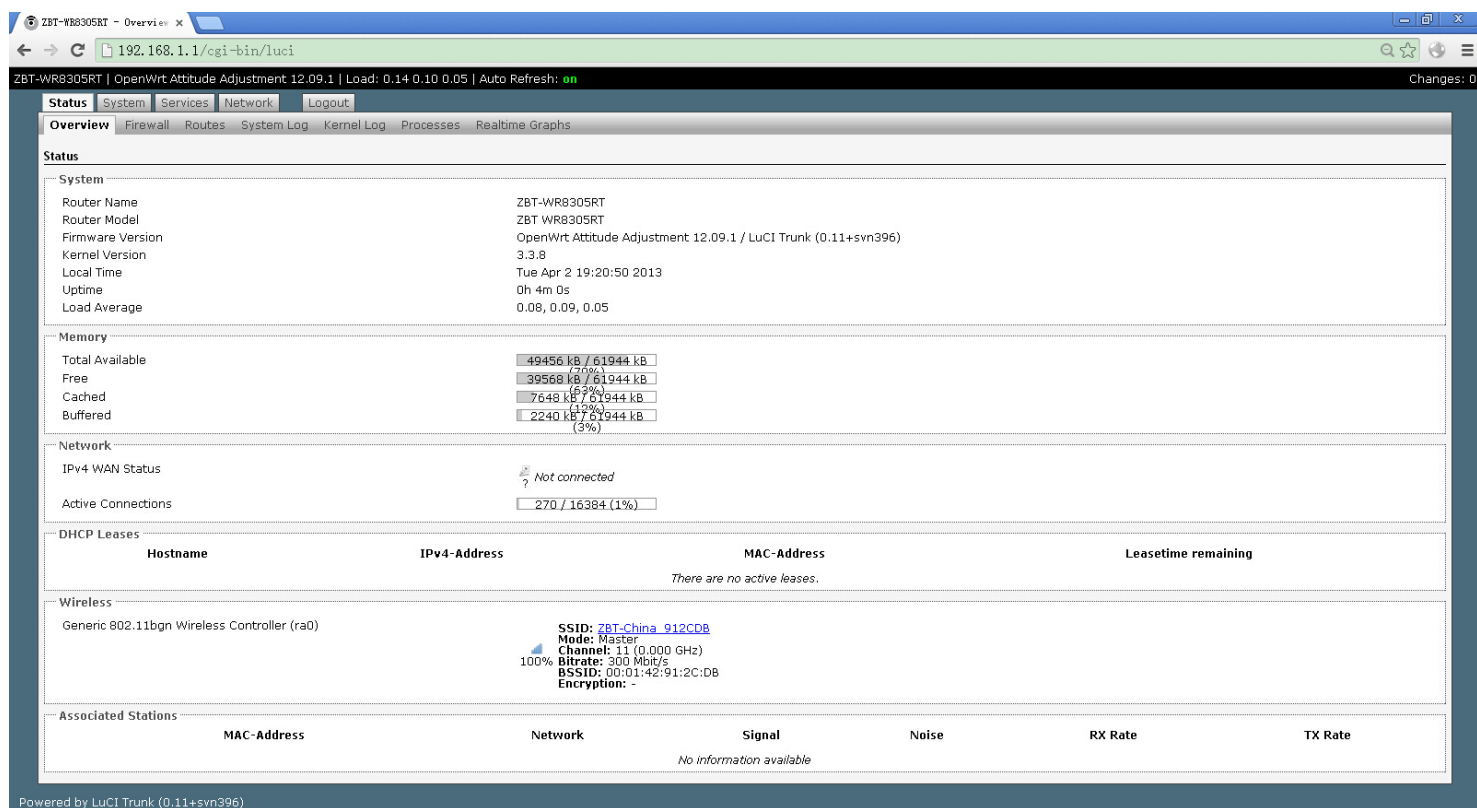 ZBT-WR8305RT - Overview
192.168.1.1/cgi-bin/luci
ZBT-WR8305RT | OpenWrt Attitude Adjustment 12.09.1 | Load: 0.14 0.10 0.05 | Auto Refresh: on Changes: 0
Status System Services Network Logout
Overview Firewall Routes System Log Kernel Log Processes Realtime Graphs
Status
System
Router Name ZBT-WR8305RT
Router Model ZBT WR8305RT
Firmware Version OpenWrt Attitude Adjustment 12.09.1 / LuCI Trunk (0.11+svn396)
Kernel Version 3.3.8
Local Time Tue Apr 2 19:20:50 2013
Uptime 0h 4m 0s
Load Average 0.08, 0.09, 0.05
Memory
Total Available 49456 kB / 61944 kB
(79%)
Free 39568 kB / 61944 kB
(63%)
Cached 7648 kB / 61944 kB
(12%)
Buffered 2240 kB / 61944 kB
(3%)
Network
IPv4 WAN Status ? Not connected
Active Connections 270 / 16384 (1%)
DHCP Leases
Hostname IPv4-Address MAC-Address Leasetime remaining
There are no active leases.
Wireless
Generic 802.11bgn Wireless Controller (ra0)
SSID: ZBT-China_912CDB
Mode: Master
Channel: 11 (0.000 GHz)
100% Bitrate: 300 Mbit/s
BSSID: 00:01:42:91:2C:DB
Encryption: -
Associated Stations
MAC-Address Network Signal Noise RX Rate TX Rate
No information available
Powered by LuCI Trunk (0.11+svn396)